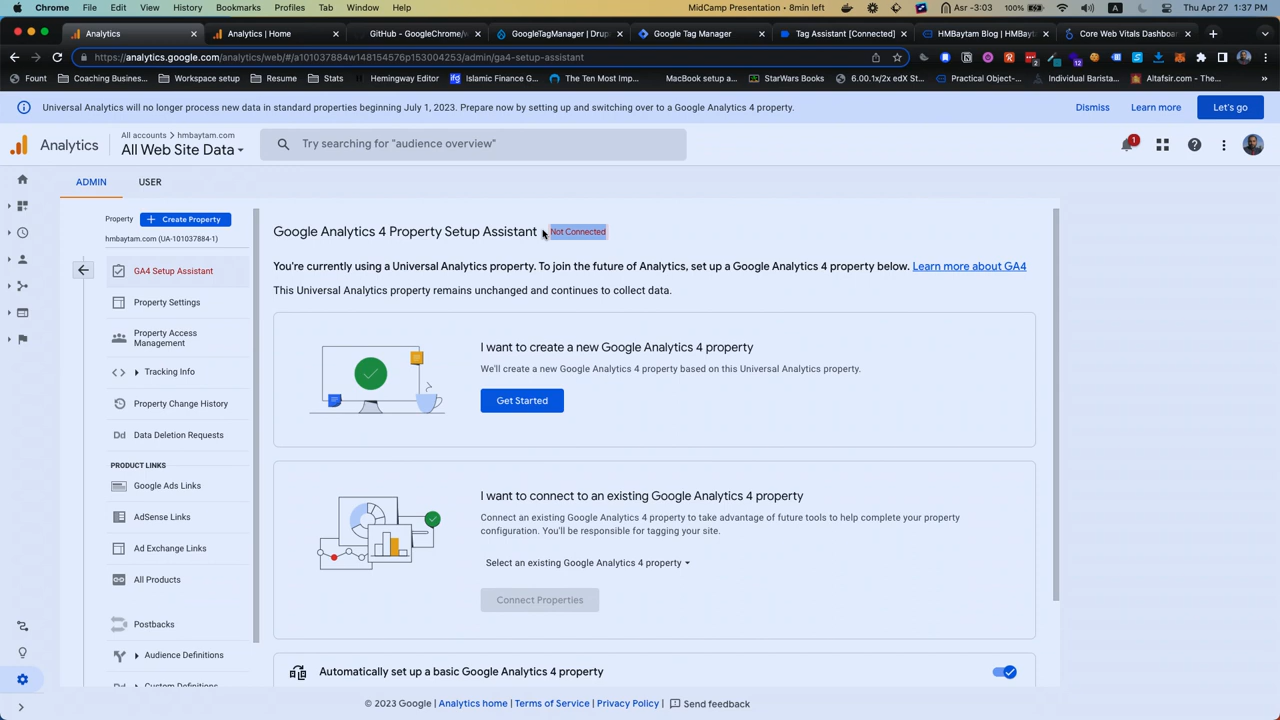 Chrome File Edit View History Bookmarks Profiles Tab Window Help MidCamp Presentation • 8min left Asr -3:03 100% A Thu Apr 27 1:37 PM
Analytics Analytics | Home GitHub - GoogleChrome/w GoogleTagManager | Drup Google Tag Manager Tag Assistant [Connected] HMBaytam Blog | HMBayta Core Web Vitals Dashboa
https://analytics.google.com/analytics/web/#/a101037884w148154576p153004253/admin/ga4-setup-assistant
Fount Coaching Business... Workspace setup Resume Stats Hemingway Editor Islamic Finance G... The Ten Most Imp... MacBook setup a... StarWars Books 6.00.1x/2x edX St... Practical Object-... Individual Barista... Altafsir.com - The...
Universal Analytics will no longer process new data in standard properties beginning July 1, 2023. Prepare now by setting up and switching over to a Google Analytics 4 property. Dismiss Learn more Let's go
All accounts > hmbaytam.com
Analytics All Web Site Data Try searching for "audience overview" 1
ADMIN USER
Property Create Property
hmbaytam.com (UA-101037884-1)
GA4 Setup Assistant
Property Settings
Property Access
Management
Tracking Info
Property Change History
Dd Data Deletion Requests
PRODUCT LINKS
Google Ads Links
AdSense Links
Ad Exchange Links
All Products
Postbacks
Audience Definitions
Dd Custom Definitions
Google Analytics 4 Property Setup Assistant Not Connected
You're currently using a Universal Analytics property. To join the future of Analytics, set up a Google Analytics 4 property below. Learn more about GA4
This Universal Analytics property remains unchanged and continues to collect data.
I want to create a new Google Analytics 4 property
We'll create a new Google Analytics 4 property based on this Universal Analytics property.
Get Started
I want to connect to an existing Google Analytics 4 property
Connect an existing Google Analytics 4 property to take advantage of future tools to help complete your property
configuration. You'll be responsible for tagging your site.
Select an existing Google Analytics 4 property
Connect Properties
Automatically set up a basic Google Analytics 4 property
© 2023 Google | Analytics home | Terms of Service | Privacy Policy | Send feedback